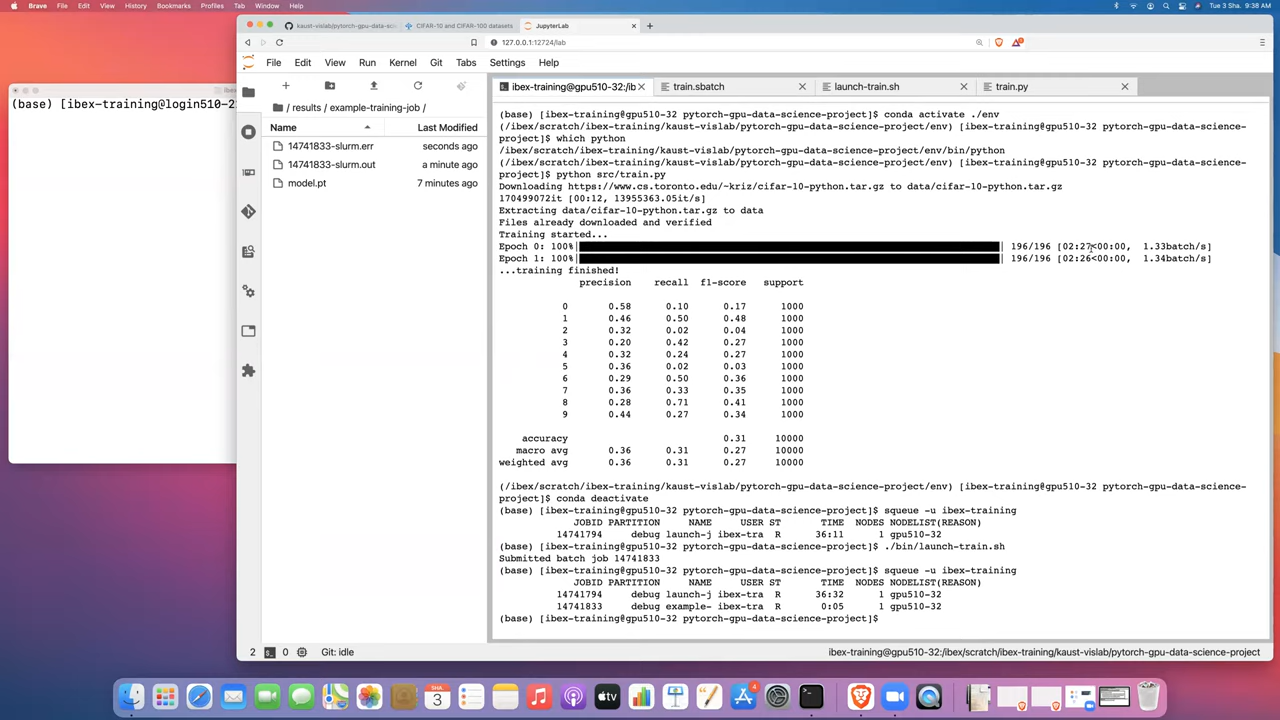 Brave File Edit View History Bookmarks Profiles Tab Window Help
Tue 3 Sha. 9:38 AM
kaust-vislab/pytorch-gpu-data-sc
CIFAR-10 and CIFAR-100 datasets
JupyterLab
127.0.0.1:12724/lab
File Edit View Run Kernel Git Tabs Settings Help
ibex-training@gpu510-32:/ib
train.sbatch
launch-train.sh
train.py
/ results / example-training-job /
Name Last Modified
14741833-slurm.err seconds ago
14741833-slurm.out a minute ago
model.pt 7 minutes ago
(base) [ibex-training@login510-2
(base) [ibex-training@gpu510-32 pytorch-gpu-data-science-project]$ conda activate ./env
(/ibex/scratch/ibex-training/kaust-vislab/pytorch-gpu-data-science-project/env) [ibex-training@gpu510-32 pytorch-gpu-data-science-
project]$ which python
/ibex/scratch/ibex-training/kaust-vislab/pytorch-gpu-data-science-project/env/bin/python
(/ibex/scratch/ibex-training/kaust-vislab/pytorch-gpu-data-science-project/env) [ibex-training@gpu510-32 pytorch-gpu-data-science-
project]$ python src/train.py
Downloading https://www.cs.toronto.edu/~kriz/cifar-10-python.tar.gz to data/cifar-10-python.tar.gz
170499072it [00:12, 13955363.05it/s]
Extracting data/cifar-10-python.tar.gz to data
Files already downloaded and verified
Training started...
Epoch 0: 100%| | 196/196 [02:27<00:00, 1.33batch/s]
Epoch 1: 100%| | 196/196 [02:26<00:00, 1.34batch/s]
...training finished!
precision recall f1-score support
0 0.58 0.10 0.17 1000
1 0.46 0.50 0.48 1000
2 0.32 0.02 0.04 1000
3 0.20 0.42 0.27 1000
4 0.32 0.24 0.27 1000
5 0.36 0.02 0.03 1000
6 0.29 0.50 0.36 1000
7 0.36 0.33 0.35 1000
8 0.28 0.71 0.41 1000
9 0.44 0.27 0.34 1000
accuracy 0.31 10000
macro avg 0.36 0.31 0.27 10000
weighted avg 0.36 0.31 0.27 10000
(/ibex/scratch/ibex-training/kaust-vislab/pytorch-gpu-data-science-project/env) [ibex-training@gpu510-32 pytorch-gpu-data-science-
project]$ conda deactivate
(base) [ibex-training@gpu510-32 pytorch-gpu-data-science-project]$ squeue -u ibex-training
JOBID PARTITION NAME USER ST TIME NODES NODELIST(REASON)
14741794 debug launch-j ibex-tra R 36:11 1 gpu510-32
(base) [ibex-training@gpu510-32 pytorch-gpu-data-science-project]$ ./bin/launch-train.sh
Submitted batch job 14741833
(base) [ibex-training@gpu510-32 pytorch-gpu-data-science-project]$ squeue -u ibex-training
JOBID PARTITION NAME USER ST TIME NODES NODELIST(REASON)
14741794 debug launch-j ibex-tra R 36:32 1 gpu510-32
14741833 debug example- ibex-tra R 0:05 1 gpu510-32
(base) [ibex-training@gpu510-32 pytorch-gpu-data-science-project]$
2 0 Git: idle
ibex-training@gpu510-32:/ibex/scratch/ibex-training/kaust-vislab/pytorch-gpu-data-science-project
SHA.
3
tv
4